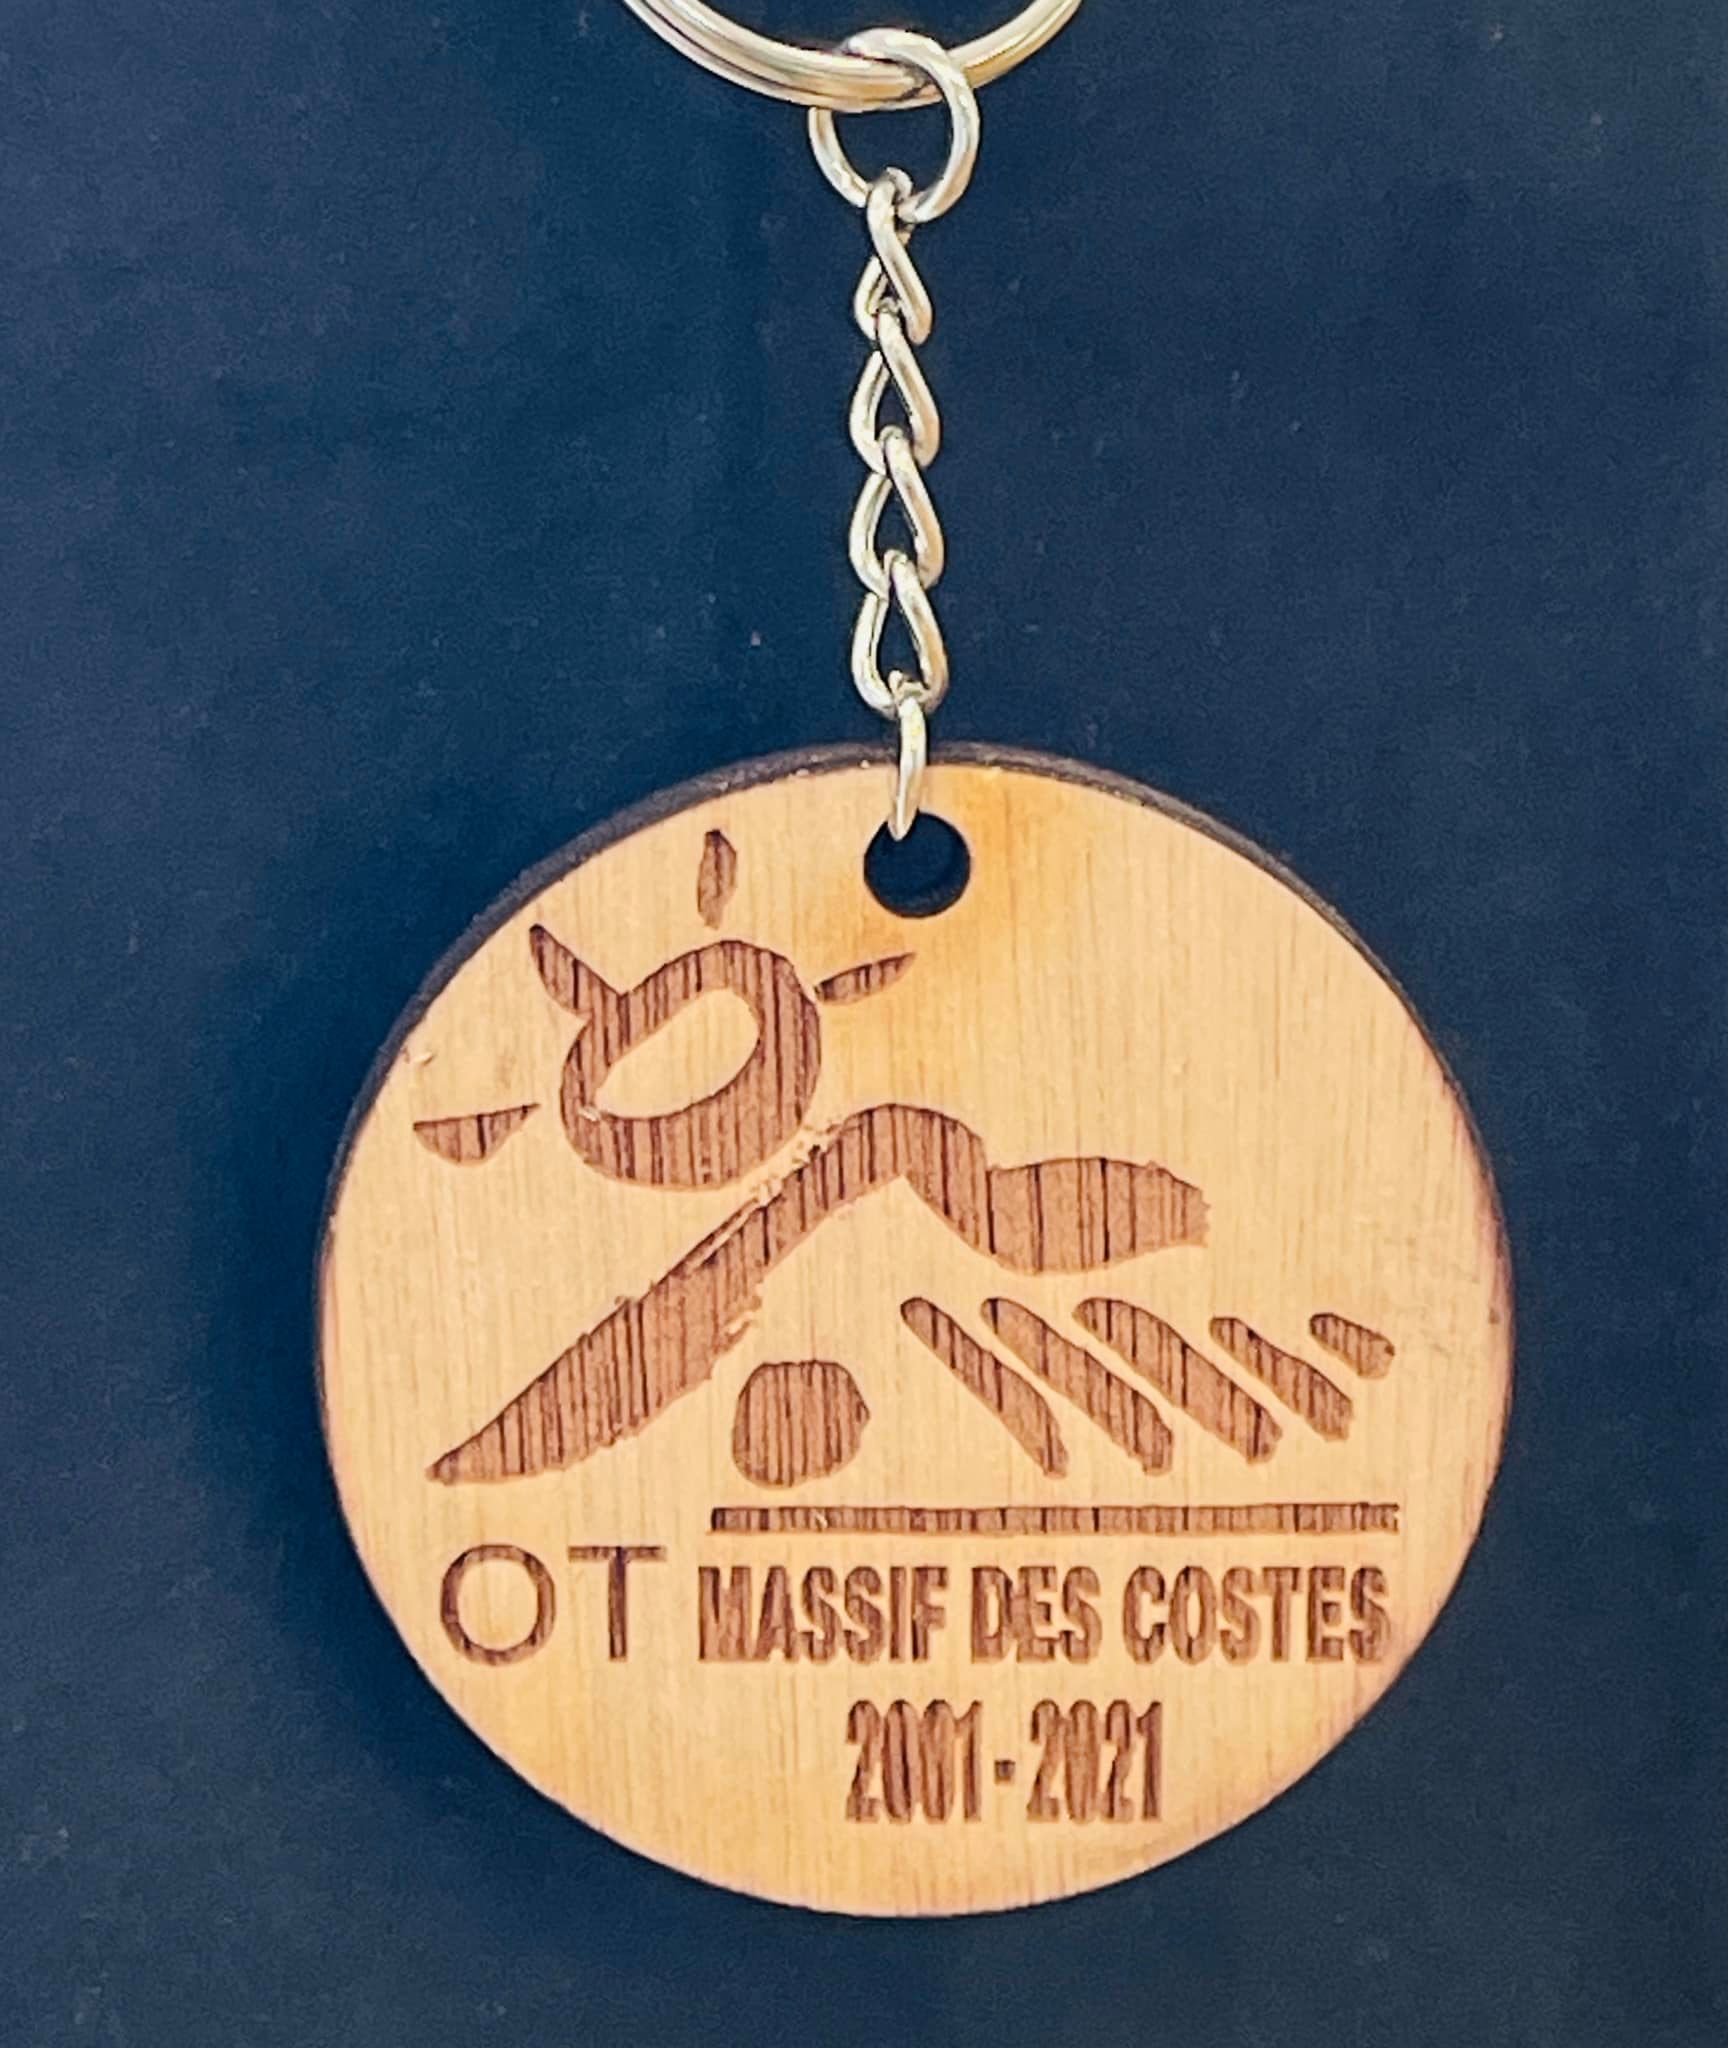 OT MASSIF DES COSTES
2001-2021